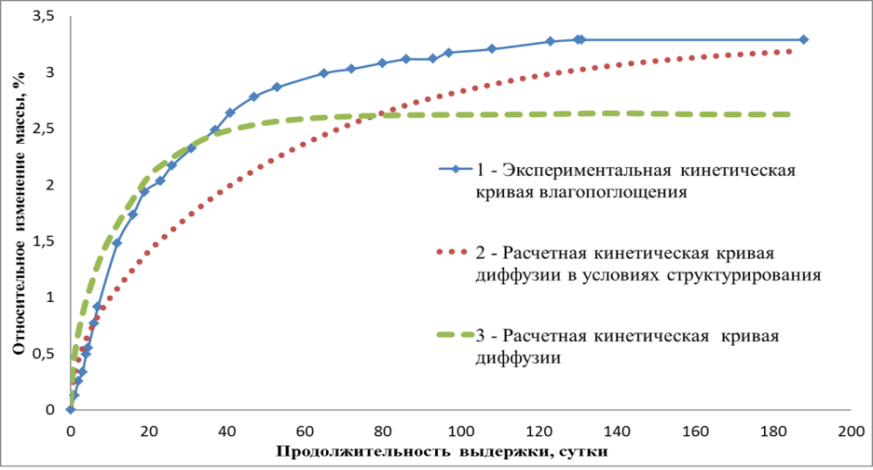 Относительное изменение массы, %
3,5
3
2,5
2
1,5
1
0,5
0
0 20 40 60 80 100 120 140 160 180 200
Продолжительность выдержки, сутки
1 - Экспериментальная кинетическая
кривая влагопоглощения
2 - Расчетная кинетическая кривая
диффузии в условиях структурирования
3 - Расчетная кинетическая кривая
диффузии